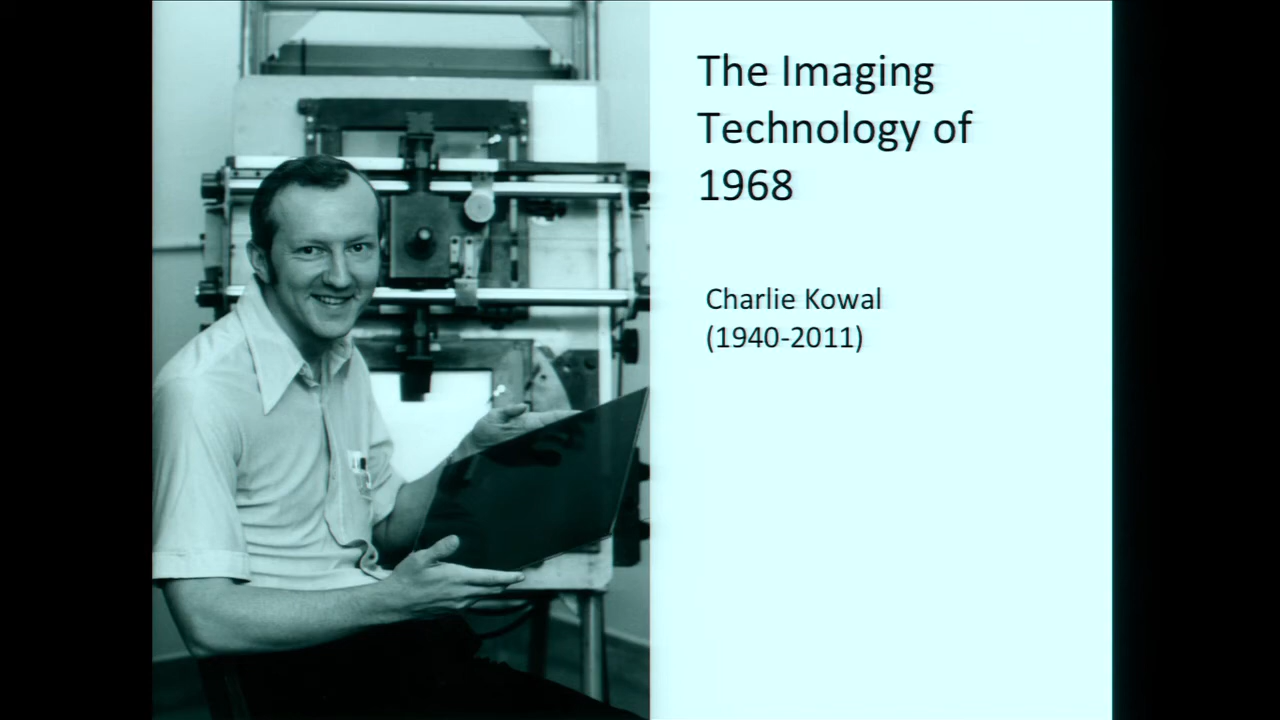 The Imaging
Technology of
1968
Charlie Kowal
(1940-2011)